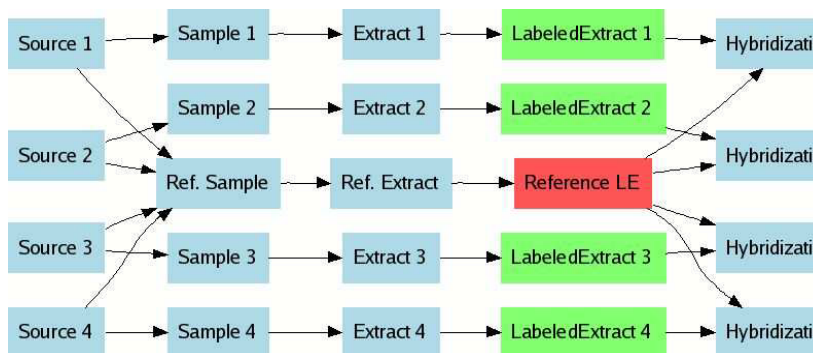 Source 1
Sample 1
Extract 1
LabeledExtract 1
Hybridizati
Sample 2
Extract 2
LabeledExtract 2
Source 2
Hybridizati
Ref. Sample
Ref. Extract
Reference LE
Source 3
Sample 3
Extract 3
LabeledExtract 3
Hybridizati
Source 4
Sample 4
Extract 4
LabeledExtract 4
Hybridizati